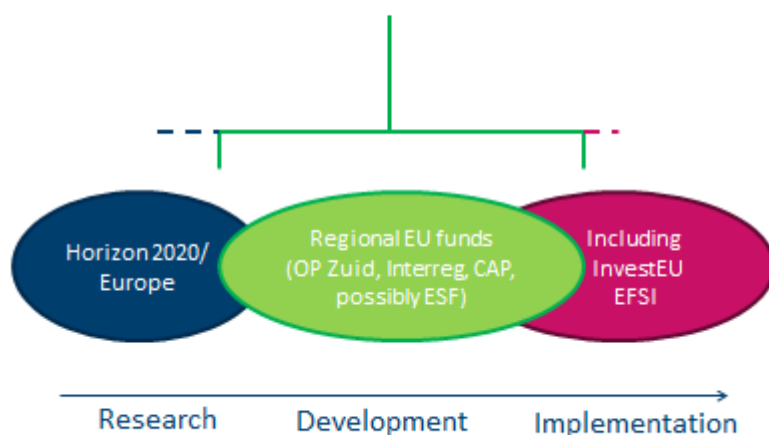 Horizon 2020/
Europe
Regional EU funds
(OP Zuid, Interreg, CAP,
possibly ESF)
Including
InvestEU
EFSI
Research
Development
Implementation